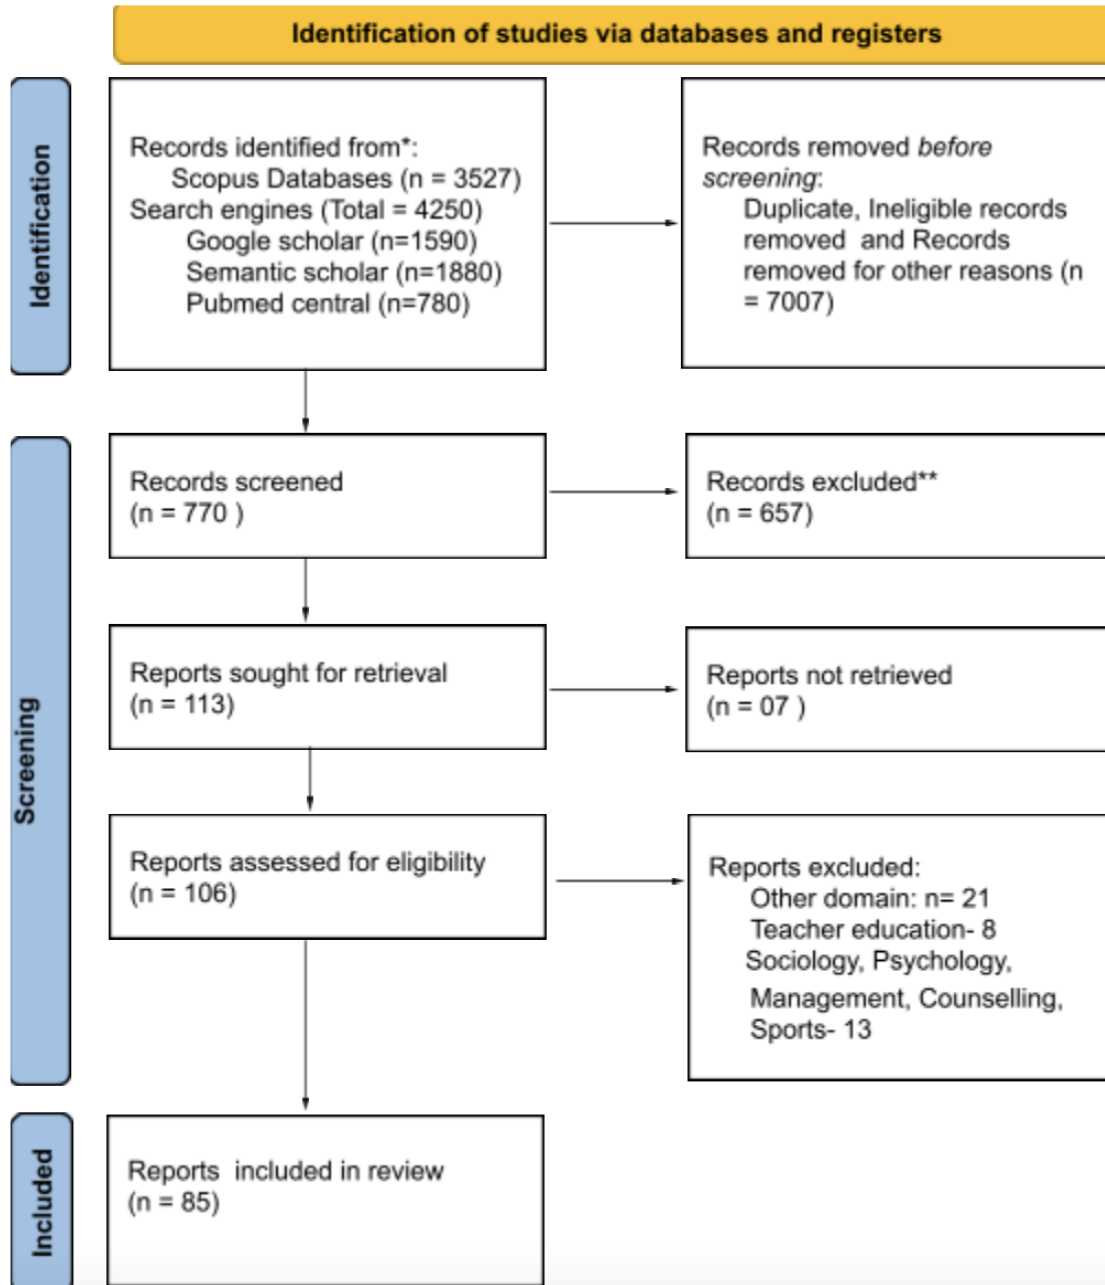 Identification of studies via databases and registers
Identification
Records identified from*:
Scopus Databases (n = 3527)
Search engines (Total = 4250)
Google scholar (n=1590)
Semantic scholar (n=1880)
Pubmed central (n=780)
Records removed before
screening:
Duplicate, Ineligible records
removed  and Records
removed for other reasons (n
= 7007)
Screening
Records screened
(n = 770 )
Records excluded**
(n = 657)
Reports sought for retrieval
(n = 113)
Reports not retrieved
(n = 07 )
Reports assessed for eligibility
(n = 106)
Reports excluded:
Other domain: n= 21
Teacher education- 8
Sociology, Psychology,
Management, Counselling,
Sports- 13
Included
Reports  included in review
(n = 85)